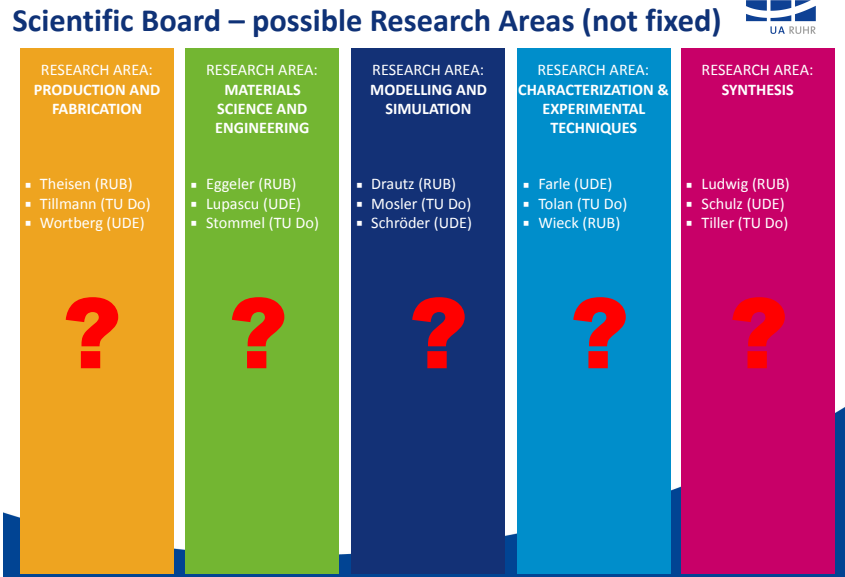 Scientific Board – possible Research Areas (not fixed)
UA RUHR
RESEARCH AREA:
PRODUCTION AND
FABRICATION
▪ Theisen (RUB)
▪ Tillmann (TU Do)
▪ Wortberg (UDE)
?
RESEARCH AREA:
MATERIALS
SCIENCE AND
ENGINEERING
▪ Eggeler (RUB)
▪ Lupascu (UDE)
▪ Stommel (TU Do)
?
RESEARCH AREA:
MODELLING AND
SIMULATION
▪ Drautz (RUB)
▪ Mosler (TU Do)
▪ Schröder (UDE)
?
RESEARCH AREA:
CHARACTERIZATION &
EXPERIMENTAL
TECHNIQUES
▪ Farle (UDE)
▪ Tolan (TU Do)
▪ Wieck (RUB)
?
RESEARCH AREA:
SYNTHESIS
▪ Ludwig (RUB)
▪ Schulz (UDE)
▪ Tiller (TU Do)
?